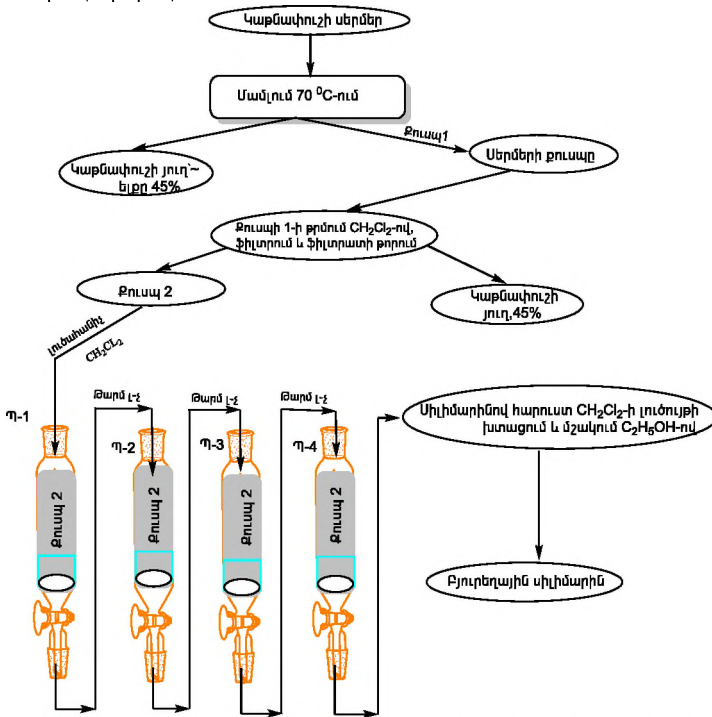 Կաթնափուշի սերմեր
Մամլում 70 ⁰C-ում
Քուսպ1
Կաթնափուշի յուղ՝~
ելքը 45%
Սերմերի քուսպը
Քուսպի 1-ի թրմում CH₂Cl₂-ով,
ֆիլտրում և ֆիլտրատի թորում
Քուսպ 2
Կաթնափուշի
յուղ,45%
Լուծահանիչ
CH₂CL₂
Պ-1
Թարմ լ-չ
Պ-2
Թարմ լ-չ
Պ-3
Թարմ լ-չ
Պ-4
Քուսպ 2
Քուսպ 2
Քուսպ 2
Քուսպ 2
Սիլիմարինով հարուստ CH₂Cl₂-ի լուծույթի
խտացում և մշակում C₂H₅OH-ով
Բյուրեղային սիլիմարին